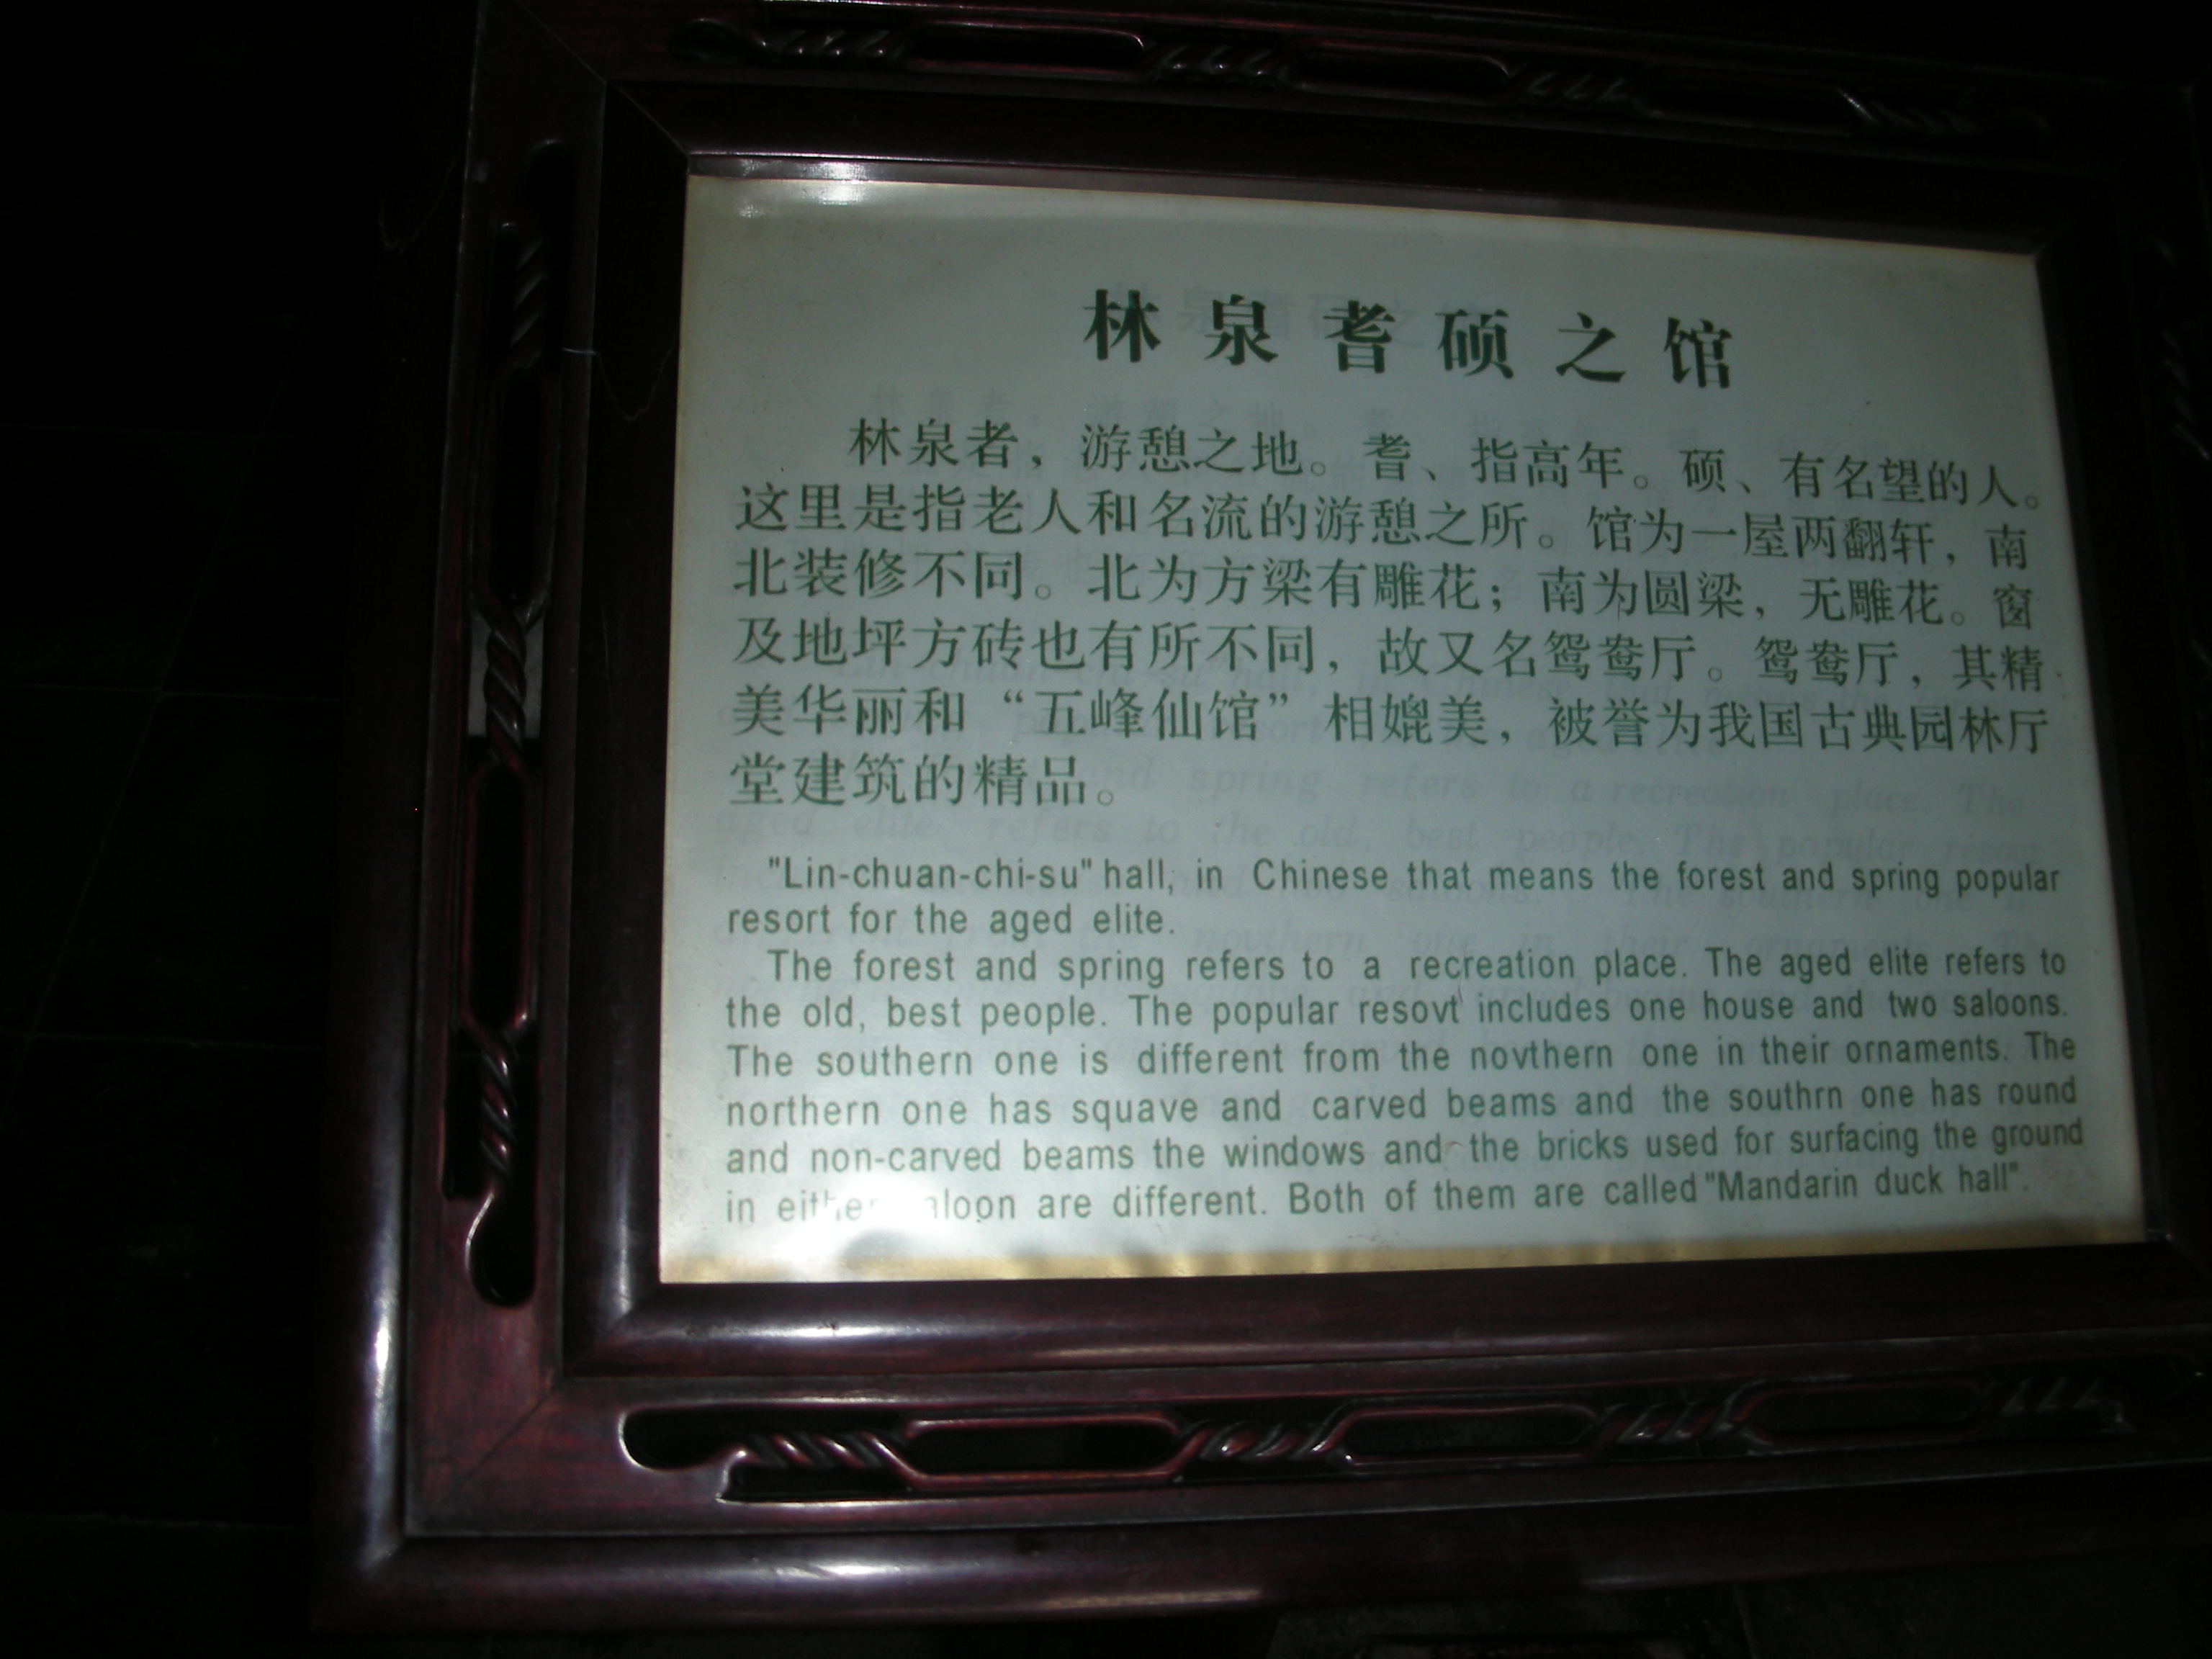 林泉耆硕之馆
林泉者，游憩之地。耆、指高年。硕、有名望的人。
这里是指老人和名流的游憩之所。馆为一屋两翻轩，南
北装修不同。北为方梁有雕花；南为圆梁，无雕花。窗
及地坪方砖也有所不同，故又名鸳鸯厅。鸳鸯厅，其精
美华丽和“五峰仙馆”相媲美，被誉为我国古典园林厅
堂建筑的精品。
"Lin-chuan-chi-su" hall, in Chinese that means the forest and spring popular
resort for the aged elite.
The forest and spring refers to a recreation place. The aged elite refers to
the old, best people. The popular resovt includes one house and two saloons.
The southern one is different from the novthern one in their ornaments. The
northern one has squave and carved beams and the southrn one has round
and non-carved beams the windows and the bricks used for surfacing the ground
in are different. Both of them are called "Mandarin duck hall".